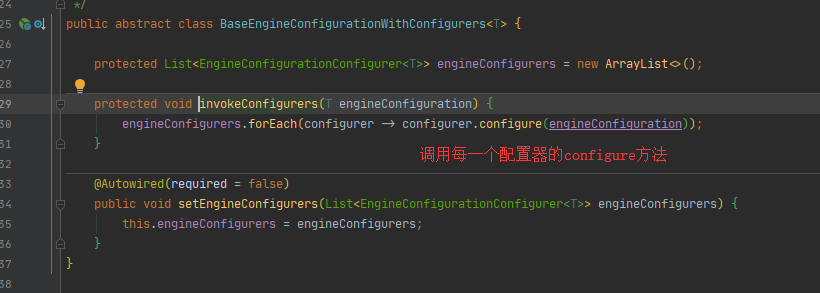 24 */
25 public abstract class BaseEngineConfigurationWithConfigurers<T> {
26
27 protected List<EngineConfigurationConfigurer<T>> engineConfigurers = new ArrayList<>();
28
29 protected void invokeConfigurers(T engineConfiguration) {
30 engineConfigurers.forEach(configurer -> configurer.configure(engineConfiguration));
31 }
调用每一个配置器的configure方法
32
33 @Autowired(required = false)
34 public void setEngineConfigurers(List<EngineConfigurationConfigurer<T>> engineConfigurers) {
35 this.engineConfigurers = engineConfigurers;
36 }
37 }
38